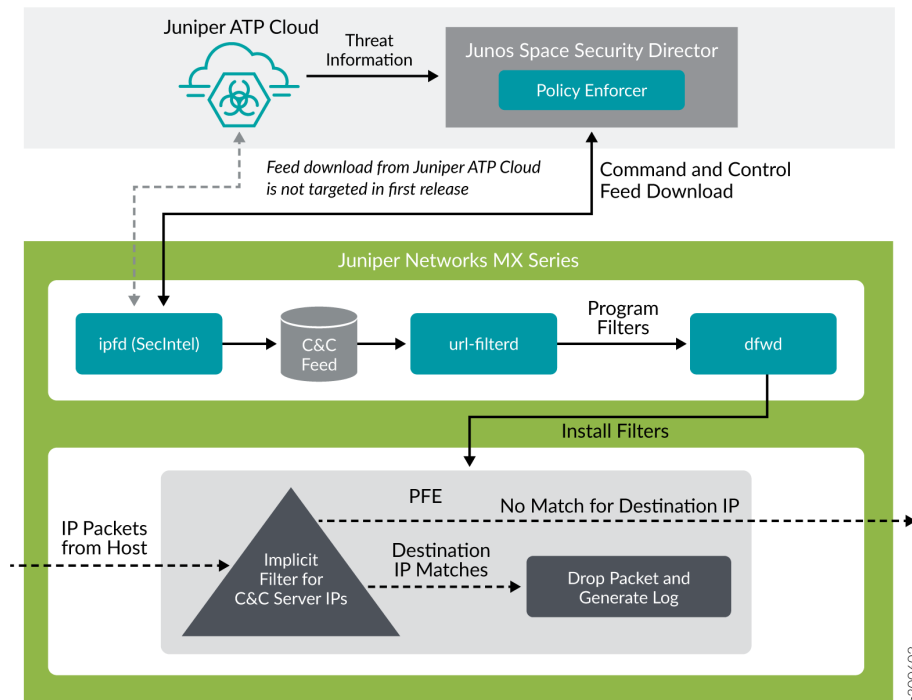 Juniper ATP Cloud
Threat
Information
Junos Space Security Director
Policy Enforcer
Feed download from Juniper ATP Cloud
is not targeted in first release
Command and Control
Feed Download
Juniper Networks MX Series
ipfd (SecIntel)
C&C
Feed
url-filterd
Program
Filters
dfwd
Install Filters
PFE
No Match for Destination IP
IP Packets
from Host
Implicit
Filter for
C&C Server IPs
Destination
IP Matches
Drop Packet and
Generate Log